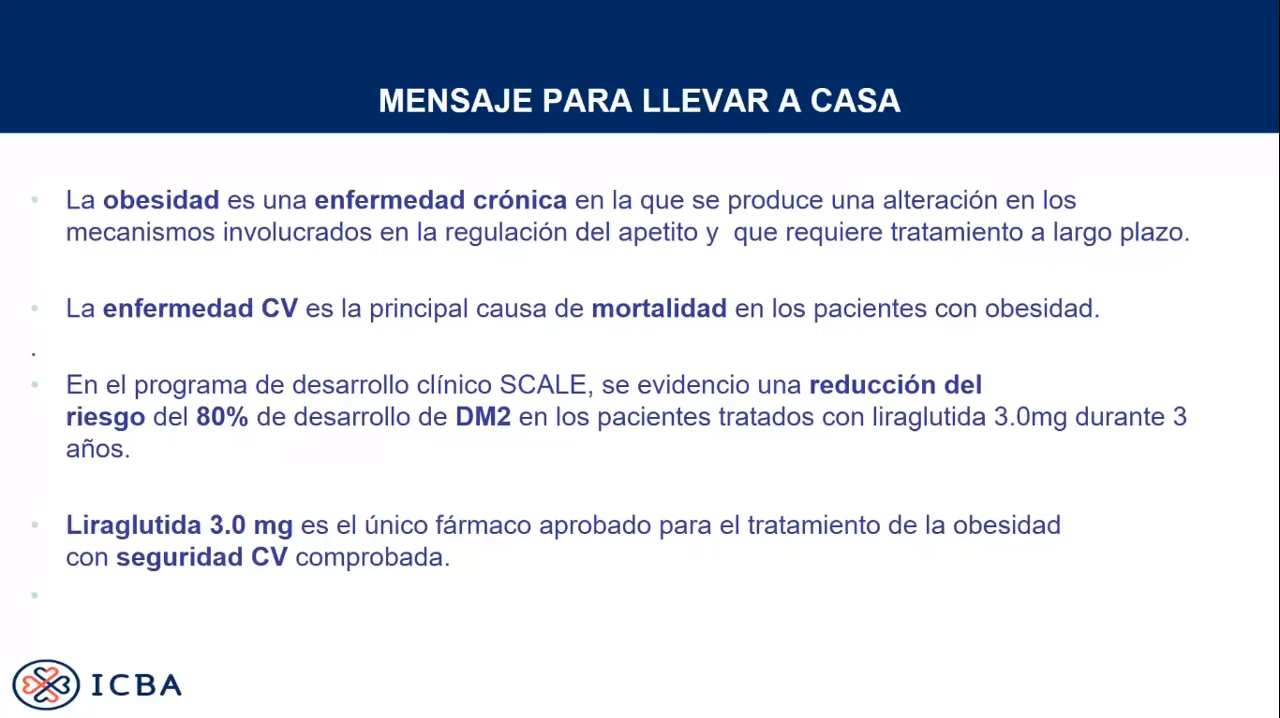 MENSAJE PARA LLEVAR A CASA
• La obesidad es una enfermedad crónica en la que se produce una alteración en los
mecanismos involucrados en la regulación del apetito y  que requiere tratamiento a largo plazo.
• La enfermedad CV es la principal causa de mortalidad en los pacientes con obesidad.
.
• En el programa de desarrollo clínico SCALE, se evidencio una reducción del
riesgo del 80% de desarrollo de DM2 en los pacientes tratados con liraglutida 3.0mg durante 3
años.
• Liraglutida 3.0 mg es el único fármaco aprobado para el tratamiento de la obesidad
con seguridad CV comprobada.
•
ICBA